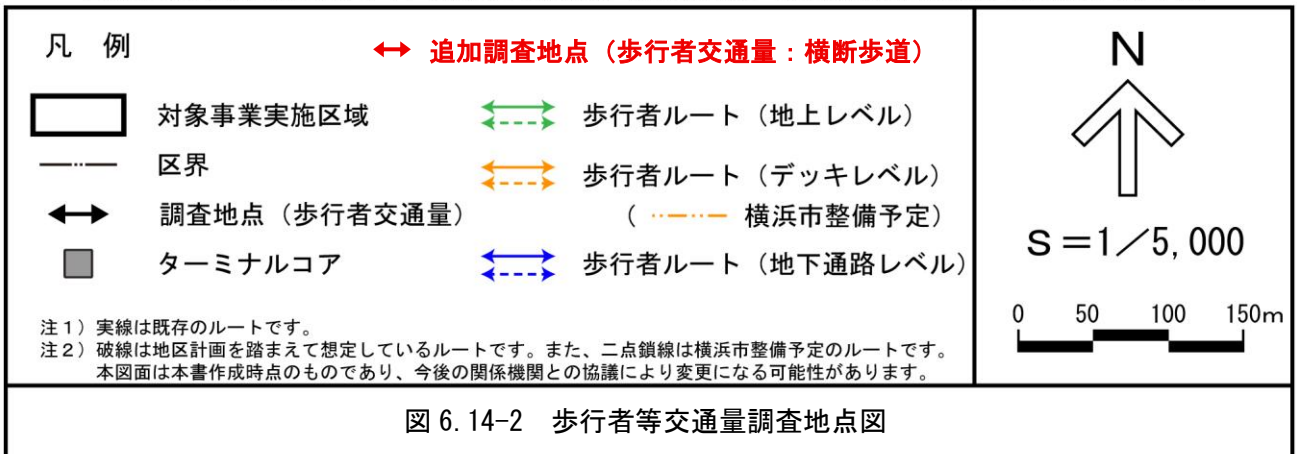 凡 例
追加調査地点（歩行者交通量：横断歩道）
対象事業実施区域
区界
調査地点（歩行者交通量）
ターミナルコア
歩行者ルート（地上レベル）
歩行者ルート（デッキレベル）
（ 横浜市整備予定）
歩行者ルート（地下通路レベル）
注１）実線は既存のルートです。
注２）破線は地区計画を踏まえて想定しているルートです。また、二点鎖線は横浜市整備予定のルートです。
本図面は本書作成時点のものであり、今後の関係機関との協議により変更になる可能性があります。
N
S＝1／5,000
0 50 100 150m
図 6.14-2 歩行者等交通量調査地点図